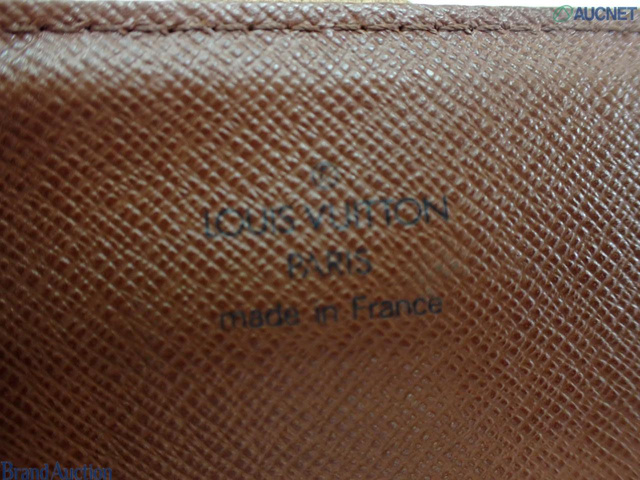 AUCNET
®
LOUIS VUITTON
PARIS
made in France
Brand Auction